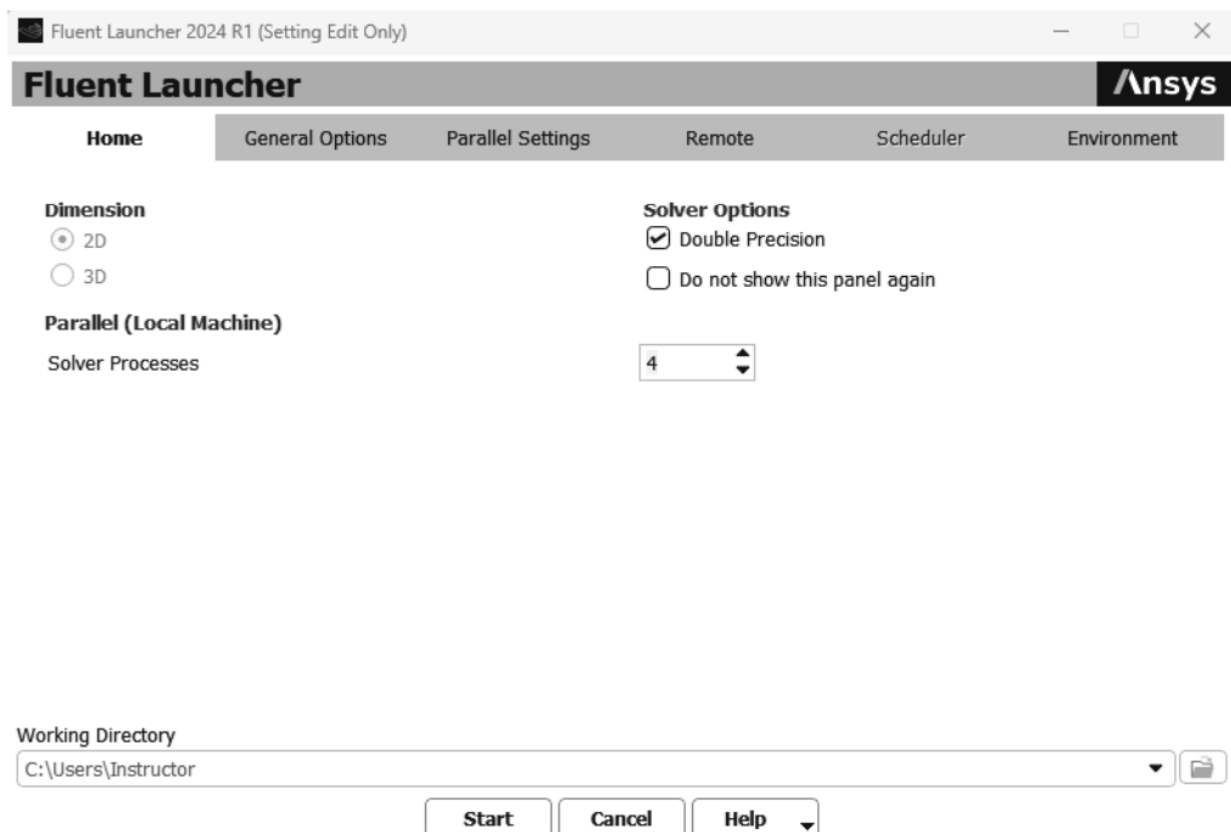 Fluent Launcher 2024 R1 (Setting Edit Only)
Fluent Launcher
Ansys
Home General Options Parallel Settings Remote Scheduler Environment
Dimension
2D
3D
Solver Options
Double Precision
Do not show this panel again
Parallel (Local Machine)
Solver Processes 4
Working Directory
C:\Users\Instructor
Start Cancel Help